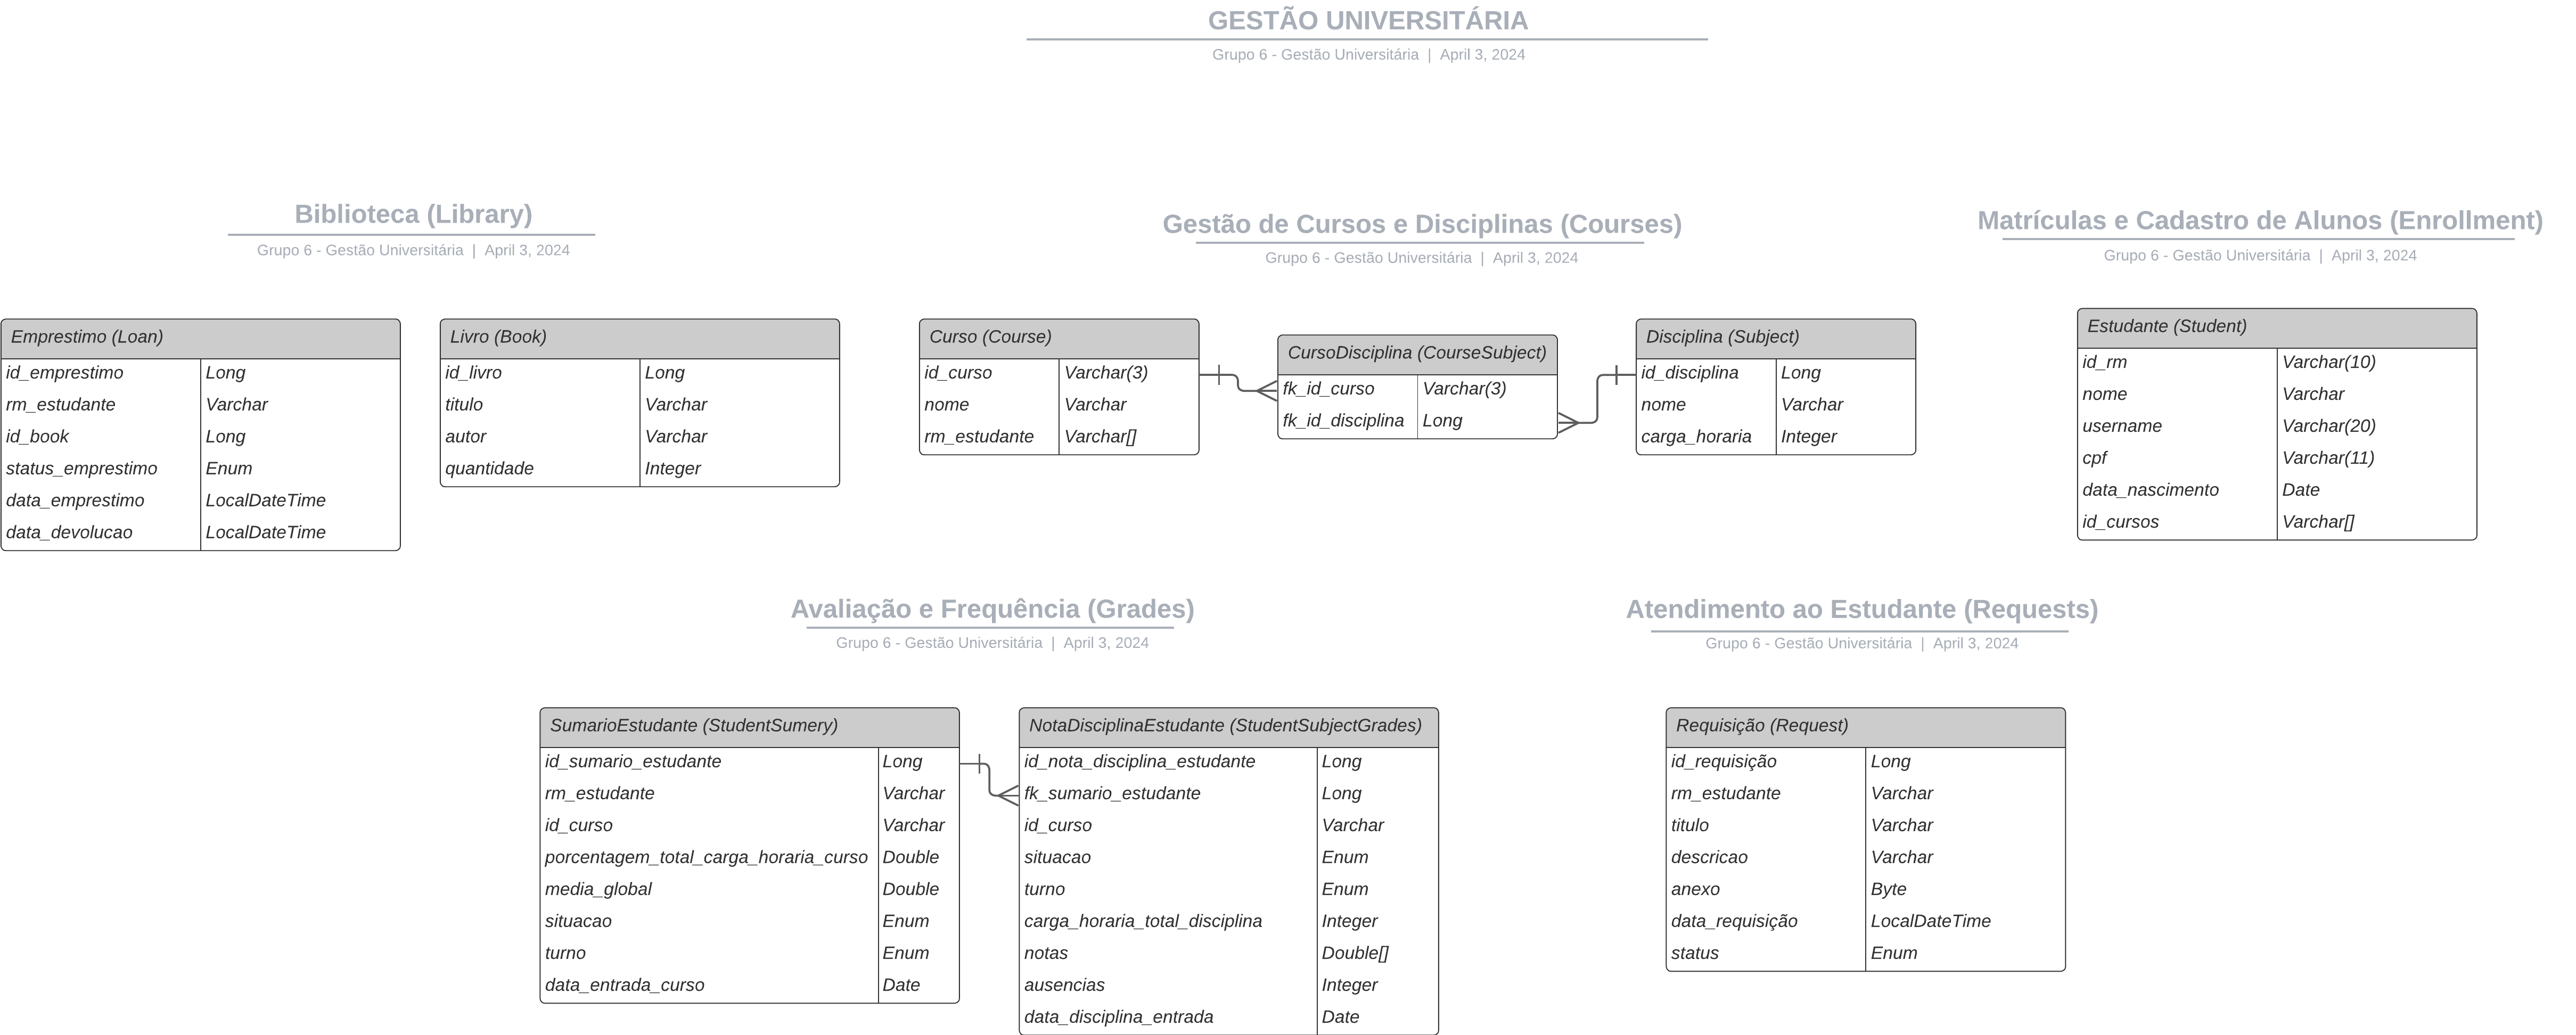 GESTÃO UNIVERSITÁRIA
Grupo 6 - Gestão Universitária | April 3, 2024
Biblioteca (Library)
Grupo 6 - Gestão Universitária | April 3, 2024
Emprestimo (Loan)
id_emprestimo Long
rm_estudante Varchar
id_book Long
status_emprestimo Enum
data_emprestimo LocalDateTime
data_devolucao LocalDateTime
Livro (Book)
id_livro Long
titulo Varchar
autor Varchar
quantidade Integer
Gestão de Cursos e Disciplinas (Courses)
Grupo 6 - Gestão Universitária | April 3, 2024
Curso (Course)
id_curso Varchar(3)
nome Varchar
rm_estudante Varchar[]
CursoDisciplina (CourseSubject)
fk_id_curso Varchar(3)
fk_id_disciplina Long
Disciplina (Subject)
id_disciplina Long
nome Varchar
carga_horaria Integer
Matrículas e Cadastro de Alunos (Enrollment)
Grupo 6 - Gestão Universitária | April 3, 2024
Estudante (Student)
id_rm Varchar(10)
nome Varchar
username Varchar(20)
cpf Varchar(11)
data_nascimento Date
id_cursos Varchar[]
Avaliação e Frequência (Grades)
Grupo 6 - Gestão Universitária | April 3, 2024
SumarioEstudante (StudentSumery)
id_sumario_estudante Long
rm_estudante Varchar
id_curso Varchar
porcentagem_total_carga_horaria_curso Double
media_global Double
situacao Enum
turno Enum
data_entrada_curso Date
NotaDisciplinaEstudante (StudentSubjectGrades)
id_nota_disciplina_estudante Long
fk_sumario_estudante Long
id_curso Varchar
situacao Enum
turno Enum
carga_horaria_total_disciplina Integer
notas Double[]
ausencias Integer
data_disciplina_entrada Date
Atendimento ao Estudante (Requests)
Grupo 6 - Gestão Universitária | April 3, 2024
Requisição (Request)
id_requisição Long
rm_estudante Varchar
titulo Varchar
descricao Varchar
anexo Byte
data_requisição LocalDateTime
status Enum